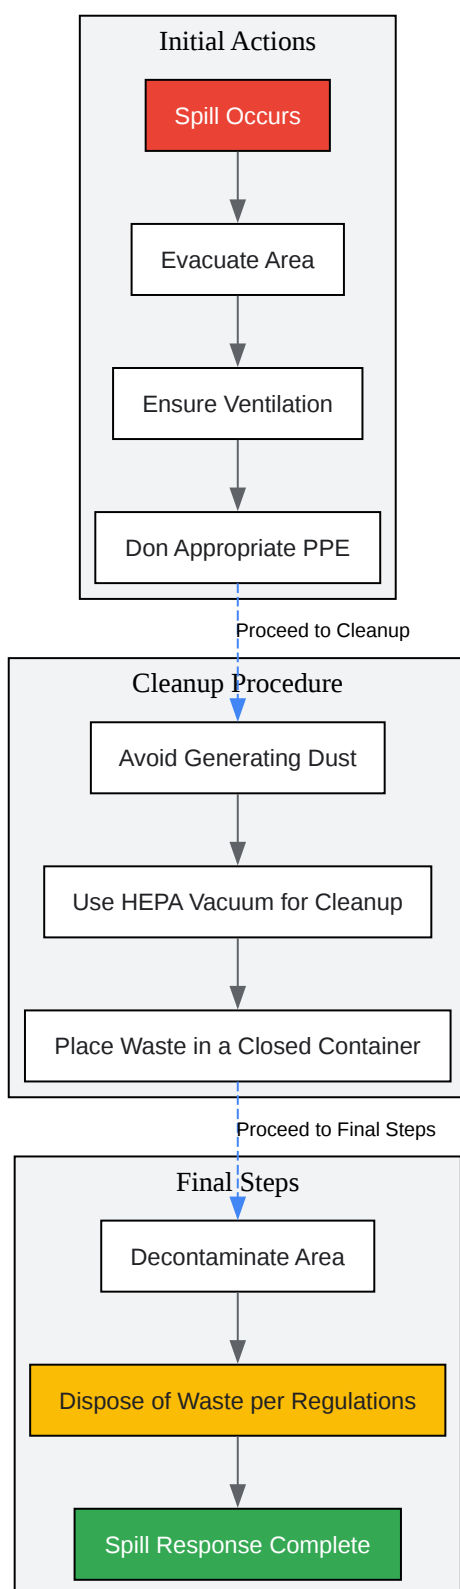 Initial Actions
Spill Occurs
Evacuate Area
Ensure Ventilation
Don Appropriate PPE
Proceed to Cleanup
Cleanup Procedure
Avoid Generating Dust
Use HEPA Vacuum for Cleanup
Place Waste in a Closed Container
Proceed to Final Steps
Final Steps
Decontaminate Area
Dispose of Waste per Regulations
Spill Response Complete